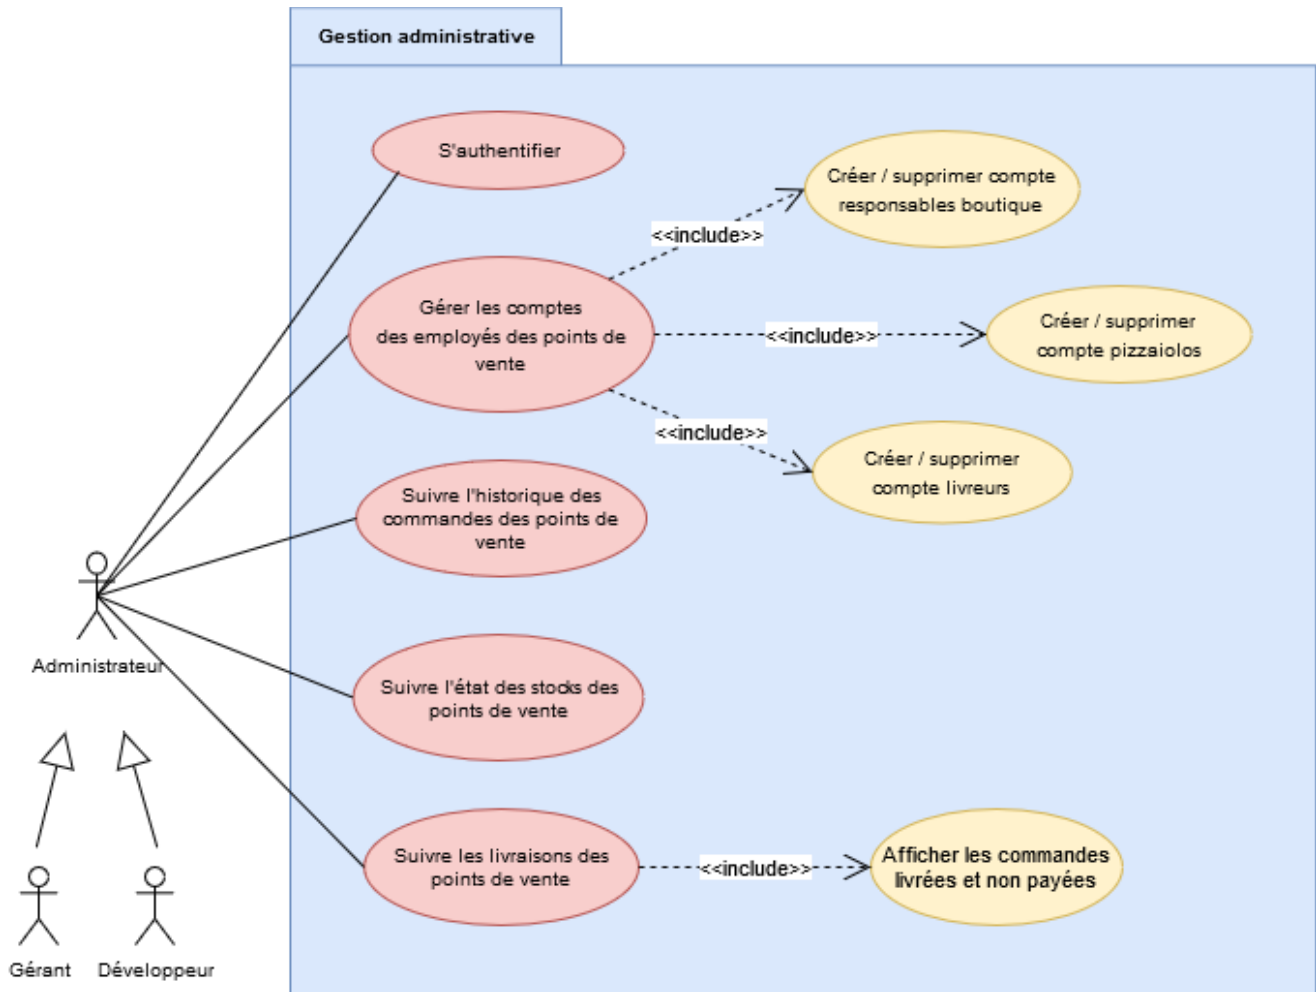 Gestion administrative
S'authentifier
Créer / supprimer compte
responsables boutique
<<include>>
Gérer les comptes
des employés des points de
vente
<<include>>
Créer / supprimer
compte pizzaiolos
<<include>>
Créer / supprimer
compte livreurs
Suivre l'historique des
commandes des points de
vente
Administrateur
Suivre l'état des stocks des
points de vente
Suivre les livraisons des
points de vente
<<include>>
Afficher les commandes
livrées et non payées
Gérant
Développeur